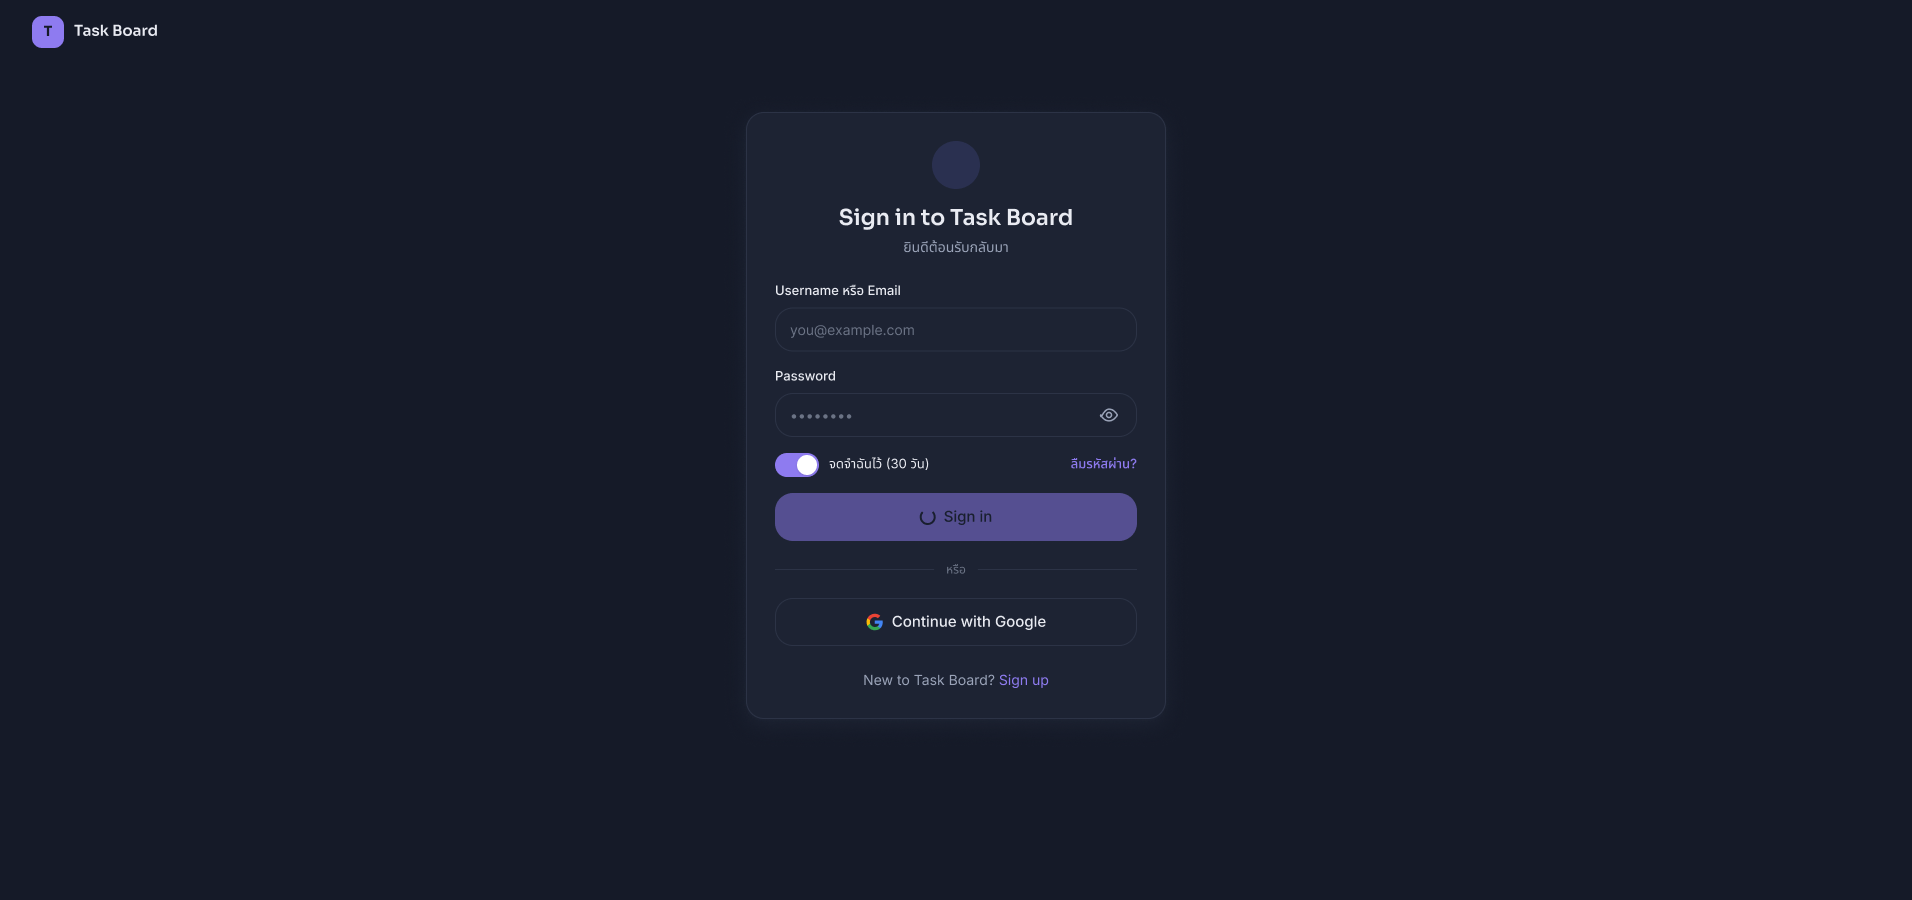 T Task Board
Sign in to Task Board
ยินดีต้อนรับกลับมา
Username หรือ Email
you@example.com
Password
จดจำฉันไว้ (30 วัน)
ลืมรหัสผ่าน?
Sign in
หรือ
Continue with Google
New to Task Board? Sign up